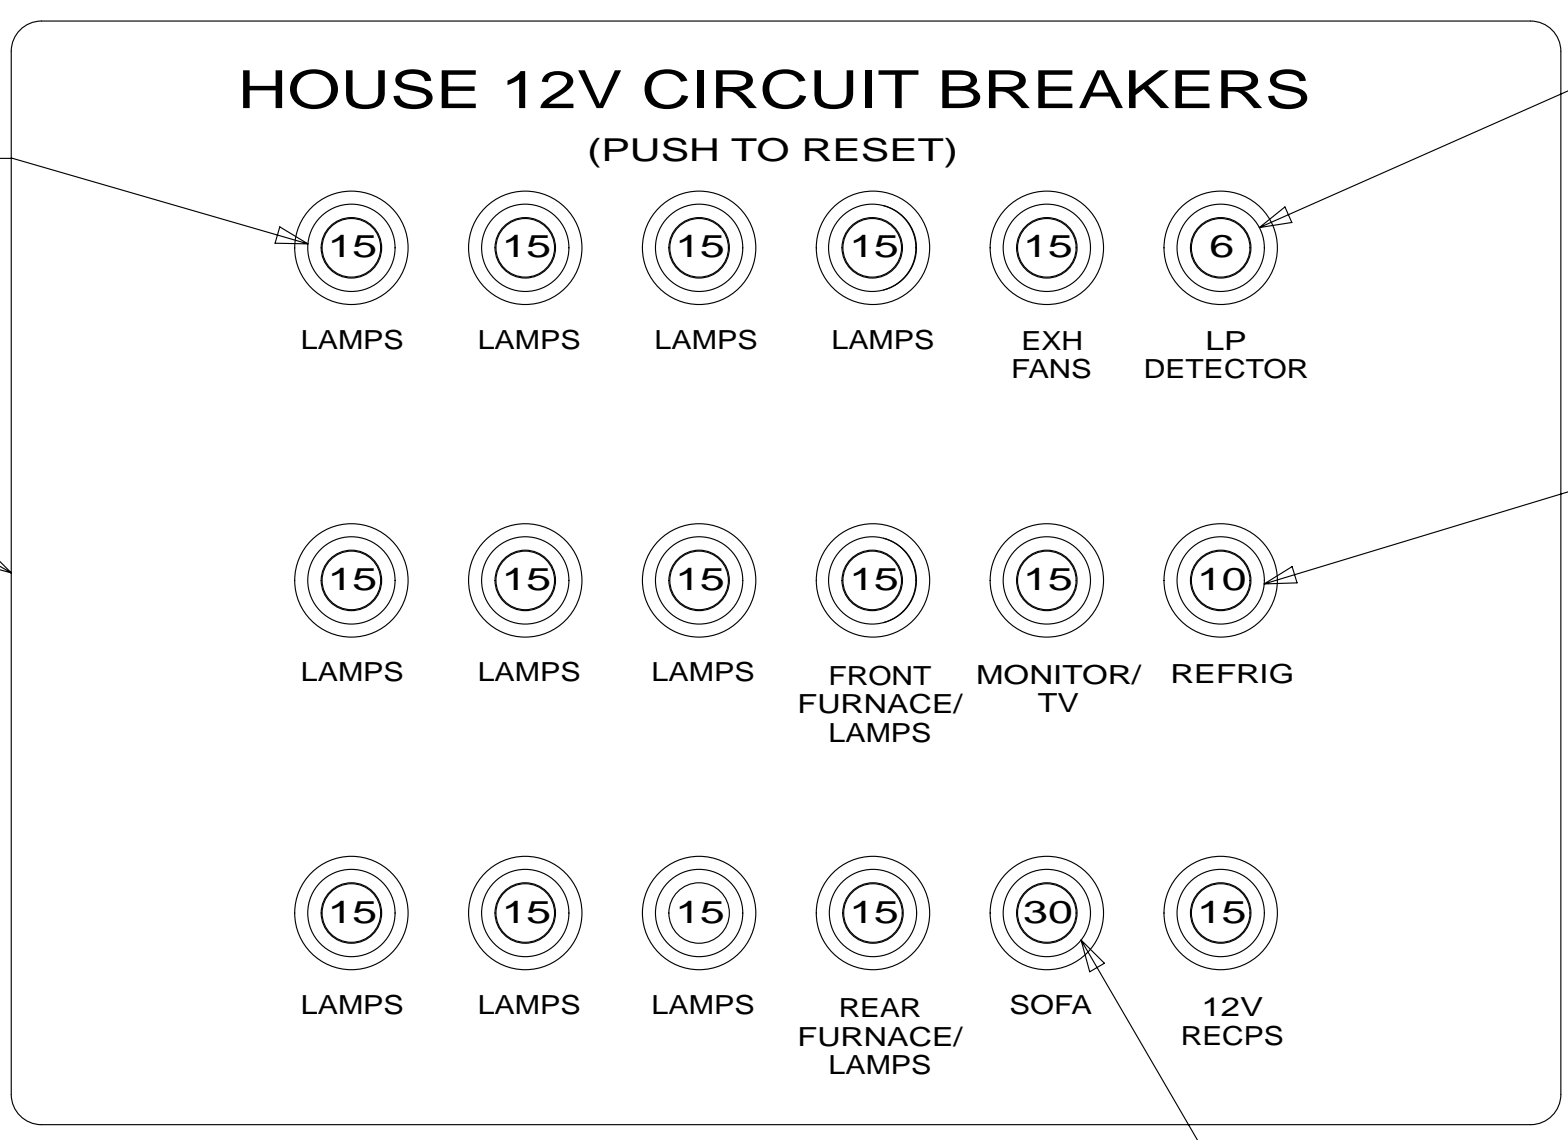 HOUSE 12V CIRCUIT BREAKERS
(PUSH TO RESET)
15 15 15 15 15 6
LAMPS LAMPS LAMPS LAMPS EXH LP
FANS DETECTOR
15 15 15 15 15 10
LAMPS LAMPS LAMPS FRONT MONITOR/ REFRIG
FURNACE/ TV
LAMPS
15 15 15 15 30 15
LAMPS LAMPS LAMPS REAR SOFA 12V
FURNACE/ RECPS
LAMPS